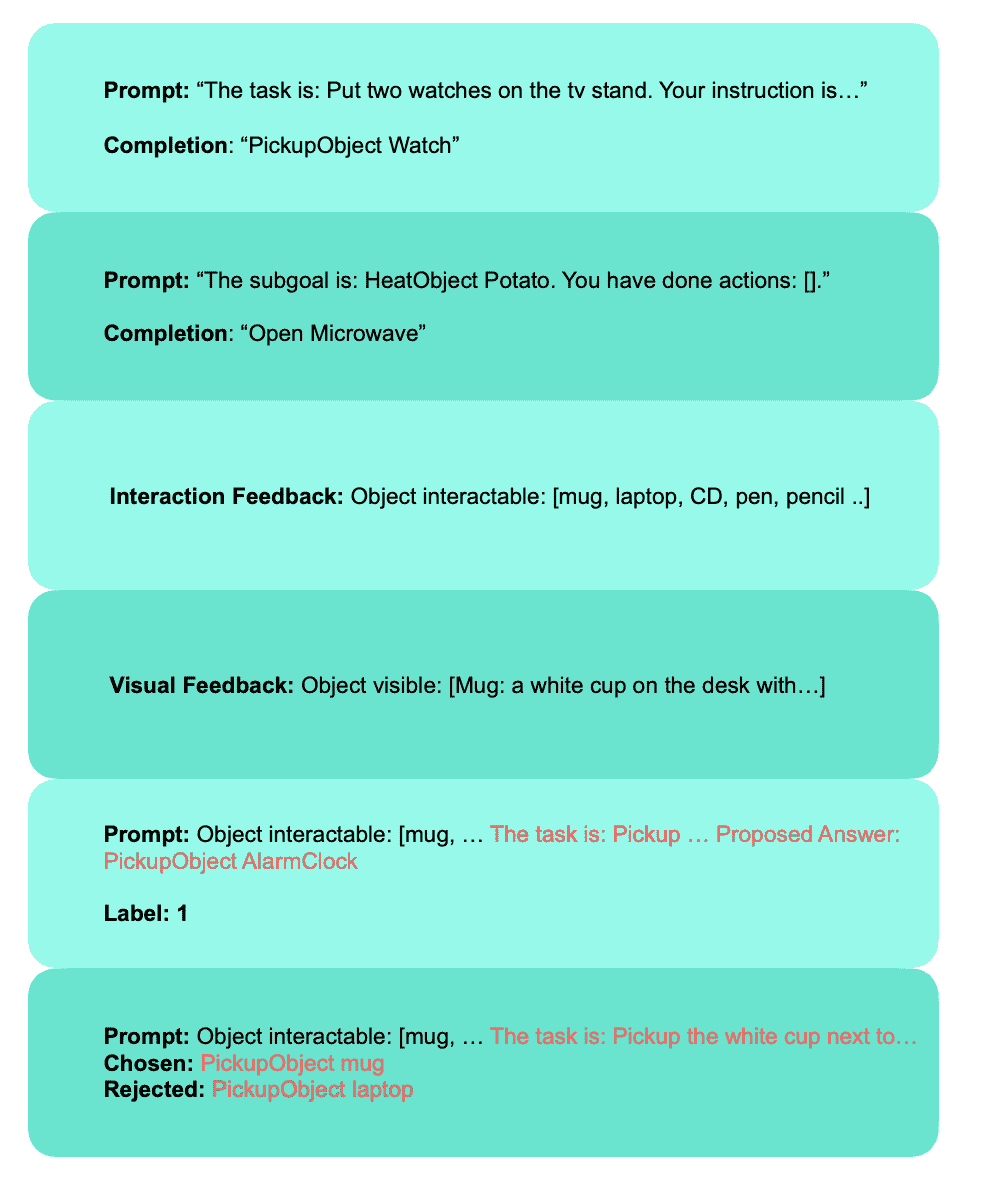 Prompt: “The task is: Put two watches on the tv stand. Your instruction is…”
Completion: “PickupObject Watch”
Prompt: “The subgoal is: HeatObject Potato. You have done actions: [].”
Completion: “Open Microwave”
Interaction Feedback: Object interactable: [mug, laptop, CD, pen, pencil ..]
Visual Feedback: Object visible: [Mug: a white cup on the desk with…]
Prompt: Object interactable: [mug, … The task is: Pickup … Proposed Answer:
PickupObject AlarmClock
Label: 1
Prompt: Object interactable: [mug, … The task is: Pickup the white cup next to…
Chosen: PickupObject mug
Rejected: PickupObject laptop